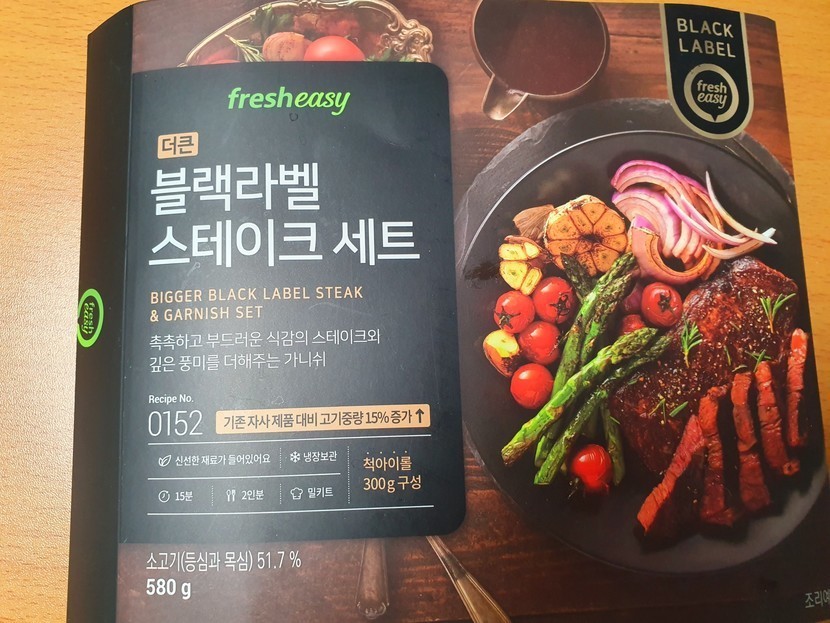 fresheasy
더큰
블랙라벨
스테이크 세트
BIGGER BLACK LABEL STEAK
& GARNISH SET
촉촉하고 부드러운 식감의 스테이크와
깊은 풍미를 더해주는 가니쉬
Recipe No.
0152
기존 자사 제품 대비 고기중량 15% 증가↑
신선한 재료가 들어있어요
냉장보관
15분
2인분
밀키트
척아이롤
300g 구성
소고기(등심과 목심) 51.7 %
580 g
BLACK
LABEL
fresh
easy
fresh
easy